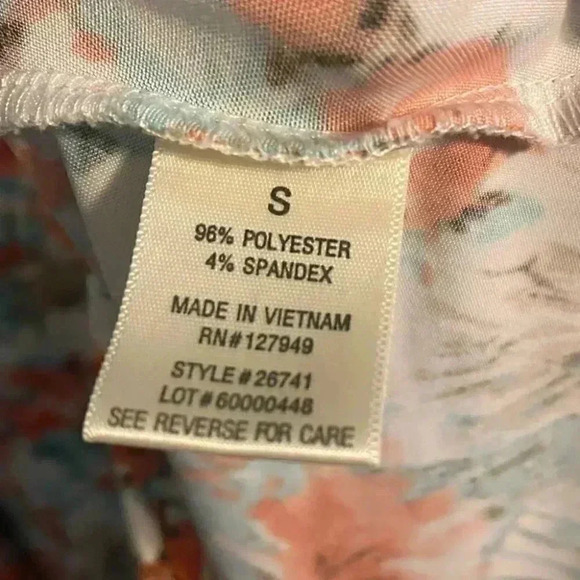 S
96% POLYESTER
4% SPANDEX
MADE IN VIETNAM
RN#127949
STYLE#26741
LOT#60000448
SEE REVERSE FOR CARE